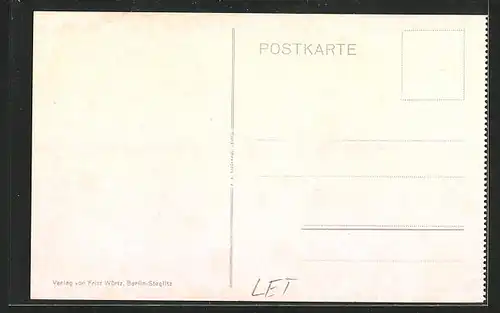 POSTKARTE
Verlag von Fritz Würtz, Berlin-Steglitz
LET